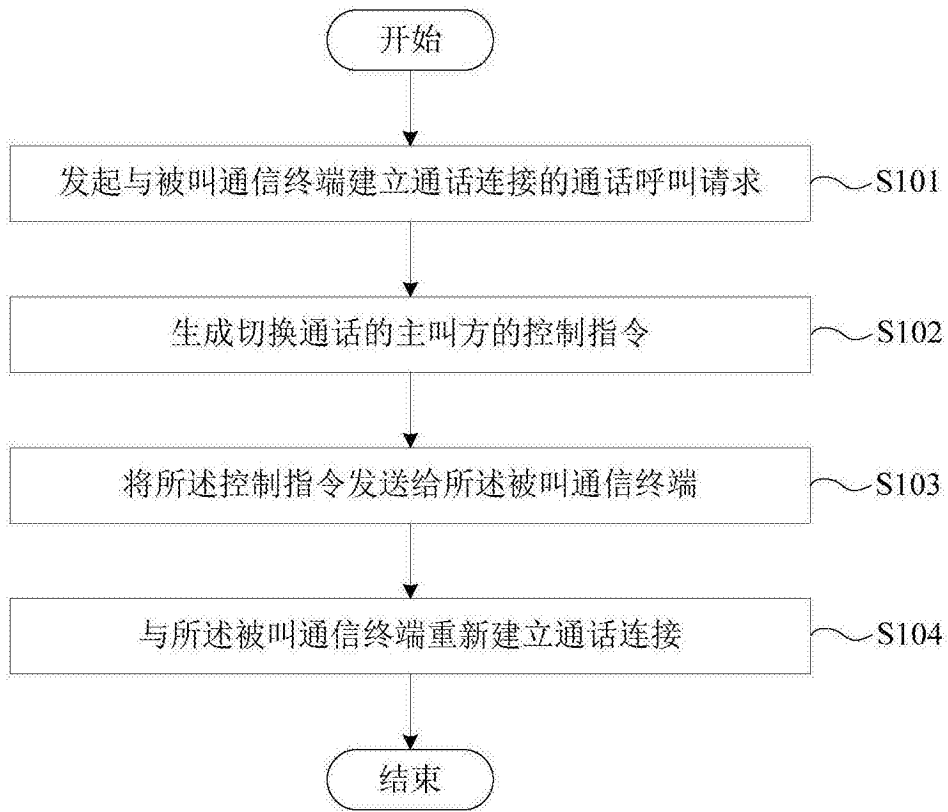 开始
发起与被叫通信终端建立通话连接的通话呼叫请求
S101
生成切换通话的主叫方的控制指令
S102
将所述控制指令发送给所述被叫通信终端
S103
与所述被叫通信终端重新建立通话连接
S104
结束